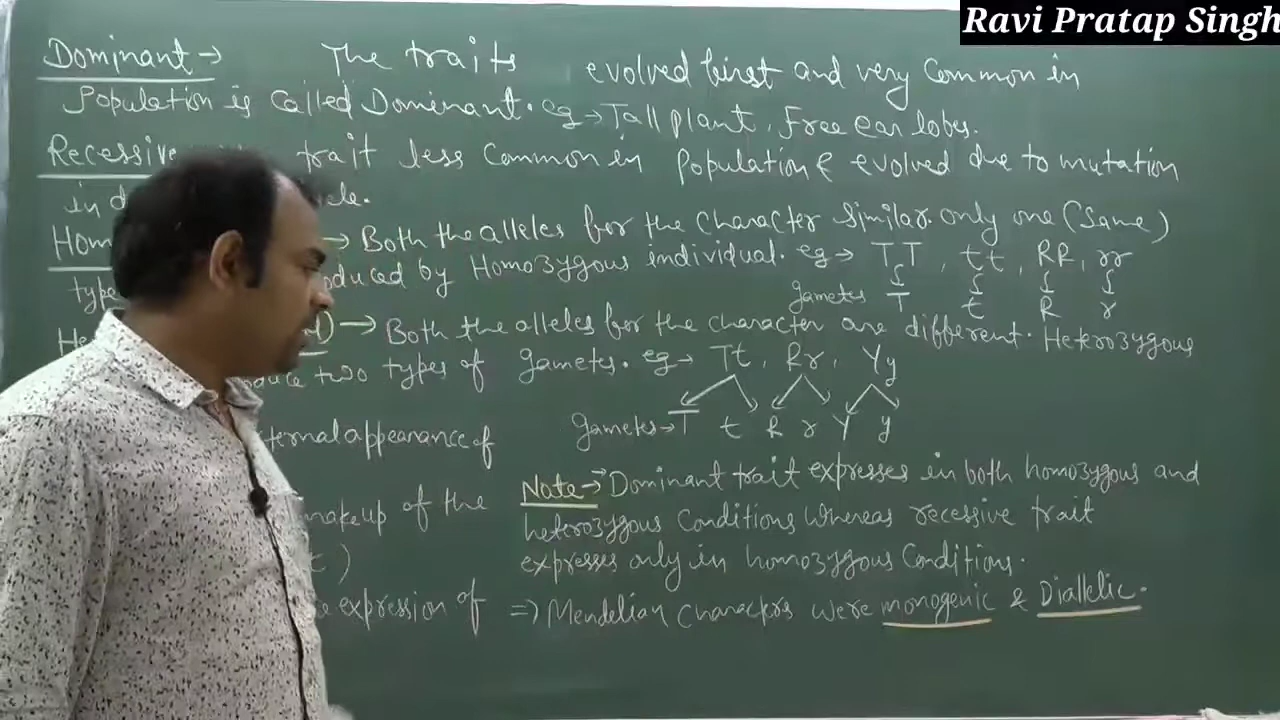 Ravi Pratap Singh
Dominant → The traits evolved first and very Common in
Population is Called Dominant. eg → Tall plant, Free ear lobes.
Recessive trait less Common in Population & evolved due to mutation
in d
Hom → Both the alleles for the Character Similar. only one (Same)
type oduced by Homozygous individual. eg → TT, tt, RR, rr
gametes T t R r
He d) → Both the alleles for the character are different. Heterozygous
duce two types of gametes. eg → Tt, Rr, Yy
gametes → T t R r Y y
ternal appearance of
makeup of the
t)
e expression of
Note → Dominant trait expresses in both homozygous and
heterozygous Conditions Whereas recessive trait
expresses only in homozygous Conditions.
⇒ Mendelian Characters were monogenic & Diallelic.